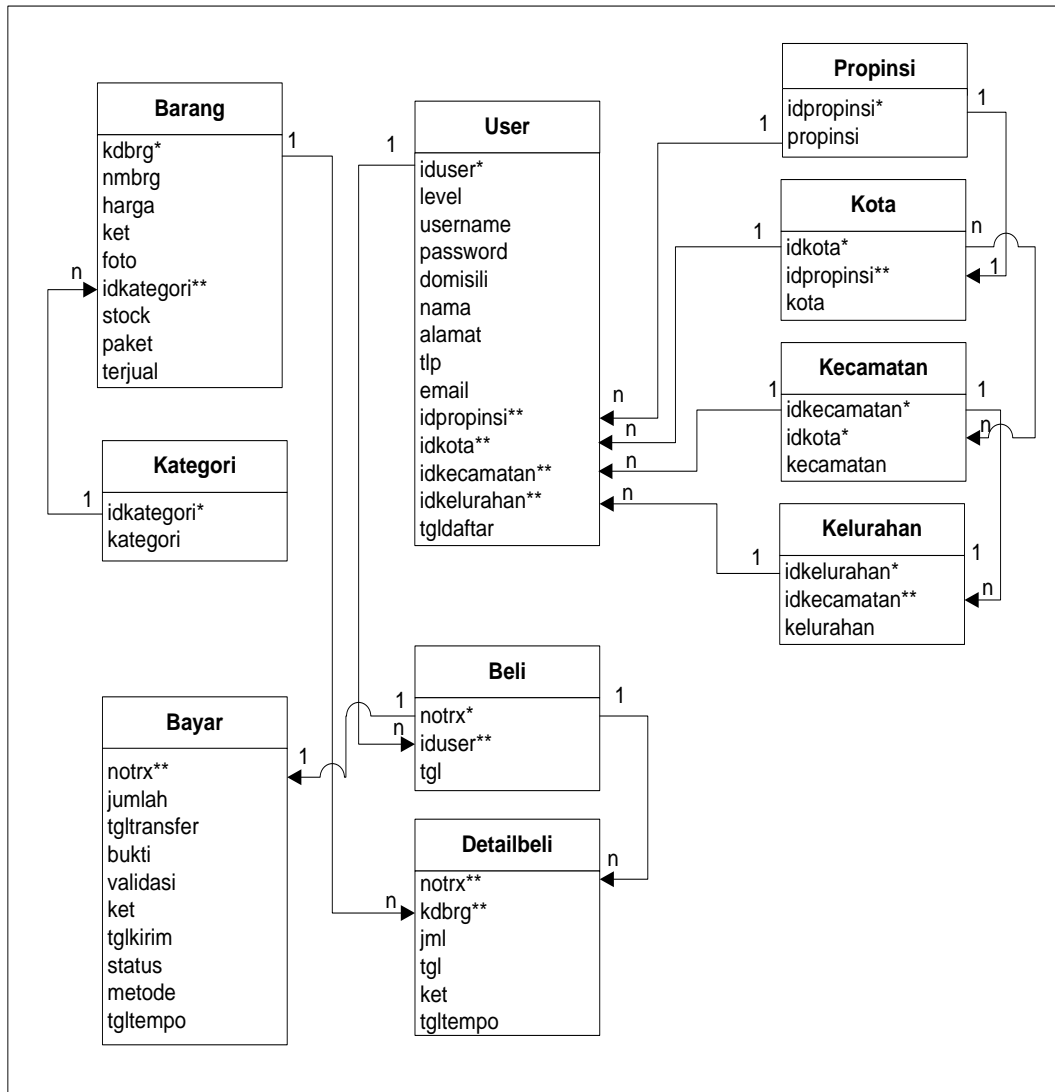 Barang
kdbrg*
nmbrg
harga
ket
foto
idkategori**
stock
paket
terjual
1
n
Kategori
idkategori*
kategori
1
User
iduser*
level
username
password
domisili
nama
alamat
tlp
email
idpropinsi**
idkota**
idkecamatan**
idkelurahan**
tgldaftar
1
n
n
n
n
Propinsi
idpropinsi*
propinsi
1
1
Kota
idkota*
idpropinsi**
kota
1
n
1
Kecamatan
idkecamatan*
idkota*
kecamatan
1
1
n
Kelurahan
idkelurahan*
idkecamatan**
kelurahan
1
1
n
Bayar
notrx**
jumlah
tgltransfer
bukti
validasi
ket
tglkirim
status
metode
tgltempo
1
Beli
notrx*
iduser**
tgl
1
n
1
Detailbeli
notrx**
kdbrg**
jml
tgl
ket
tgltempo
n
n